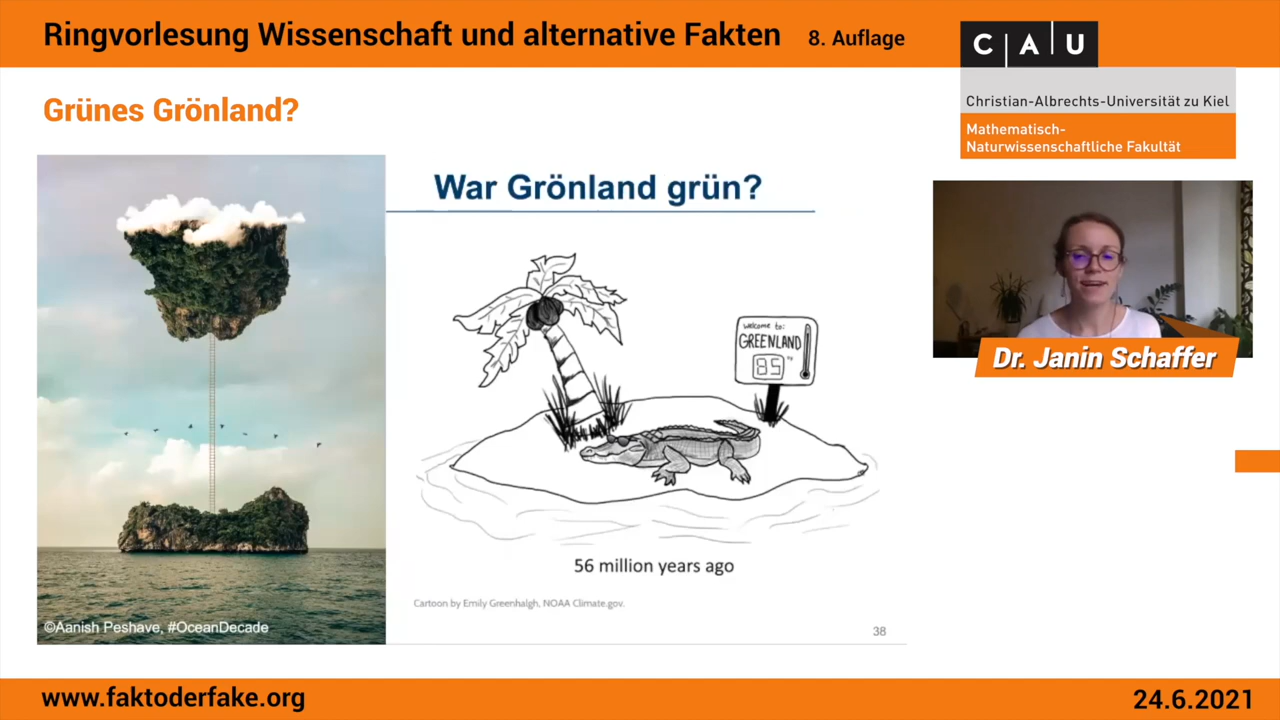 Ringvorlesung Wissenschaft und alternative Fakten 8. Auflage
C A U
Christian-Albrechts-Universität zu Kiel
Mathematisch-
Naturwissenschaftliche Fakultät
Grünes Grönland?
War Grönland grün?
welcome to:
GREENLAND
85°F
56 million years ago
Cartoon by Emily Greenhalgh, NOAA Climate.gov.
38
©Aanish Peshave, #OceanDecade
Dr. Janin Schaffer
www.faktoderfake.org
24.6.2021